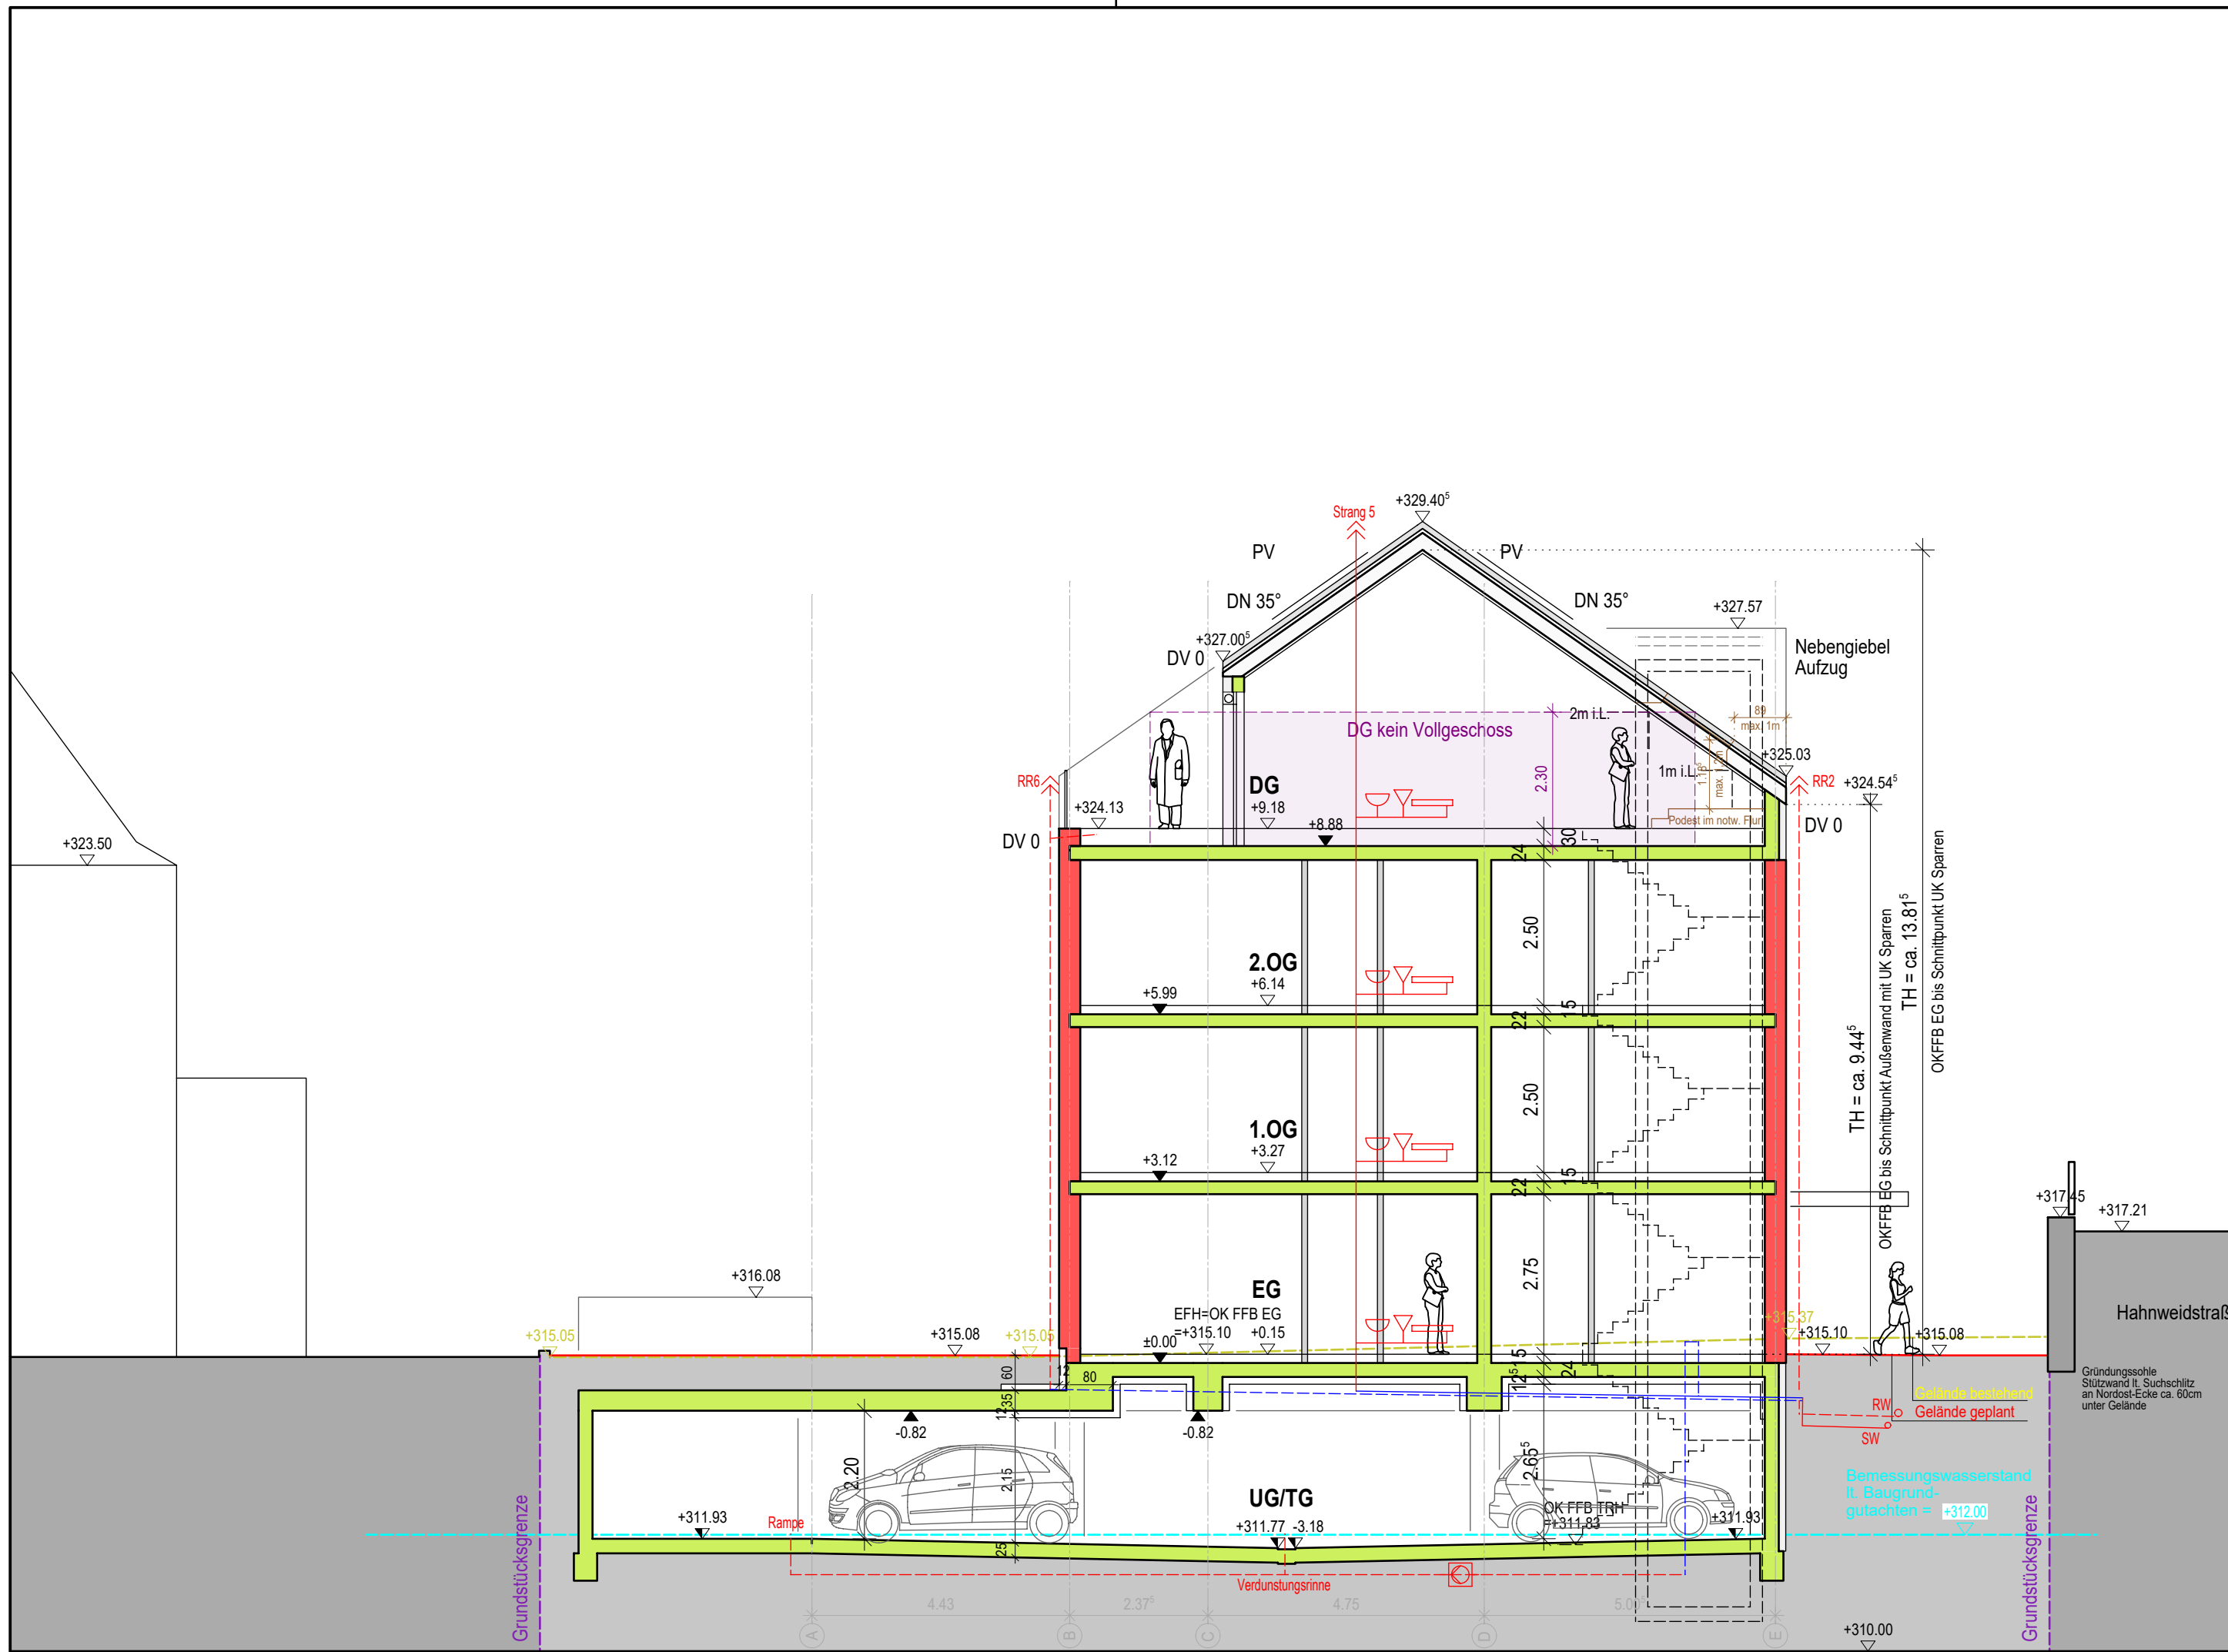 +329.40⁵
Strang 5
PV
PV
DN 35°
DN 35°
+327.57
+327.00⁵
DV 0
Nebengiebel
Aufzug
2m i.L.
89
max. 1m
DG kein Vollgeschoss
+325.03
1m i.L.
1.18⁵
2.30
RR6
RR2
DG
+9.18
+324.54⁵
+324.13
+8.88
Podest im notw. Flur
30
DV 0
DV 0
+323.50
24
2.50
2.OG
+6.14
+5.99
15
22
2.50
TH = ca. 9.44⁵
OKFFB EG bis Schnittpunkt Außenwand mit UK Sparren
TH = ca. 13.81⁵
OKFFB EG bis Schnittpunkt UK Sparren
1.OG
+3.27
+3.12
15
22
2.75
+317.45
+317.21
+316.08
EG
EFH=OK FFB EG
=+315.10
+0.15
±0.00
Hahnweidstraß
+315.05
+315.08
+315.05
+315.37
+315.10
+315.08
15
24
12⁵
60
12
80
35
12
Gründungssohle
Stützwand lt. Suchschlitz
an Nordost-Ecke ca. 60cm
unter Gelände
Gelände bestehend
Gelände geplant
RW
SW
-0.82
-0.82
2.20
2.15
2.65⁵
Bemessungswasserstand
lt. Baugrund-
gutachten =
+312.00
UG/TG
OK FFB TRH
=+311.83
+311.93
Rampe
+311.77
-3.18
+311.93
25
Verdunstungsrinne
Grundstücksgrenze
Grundstücksgrenze
4.43
2.37⁵
4.75
A
B
C
D
E
+310.00